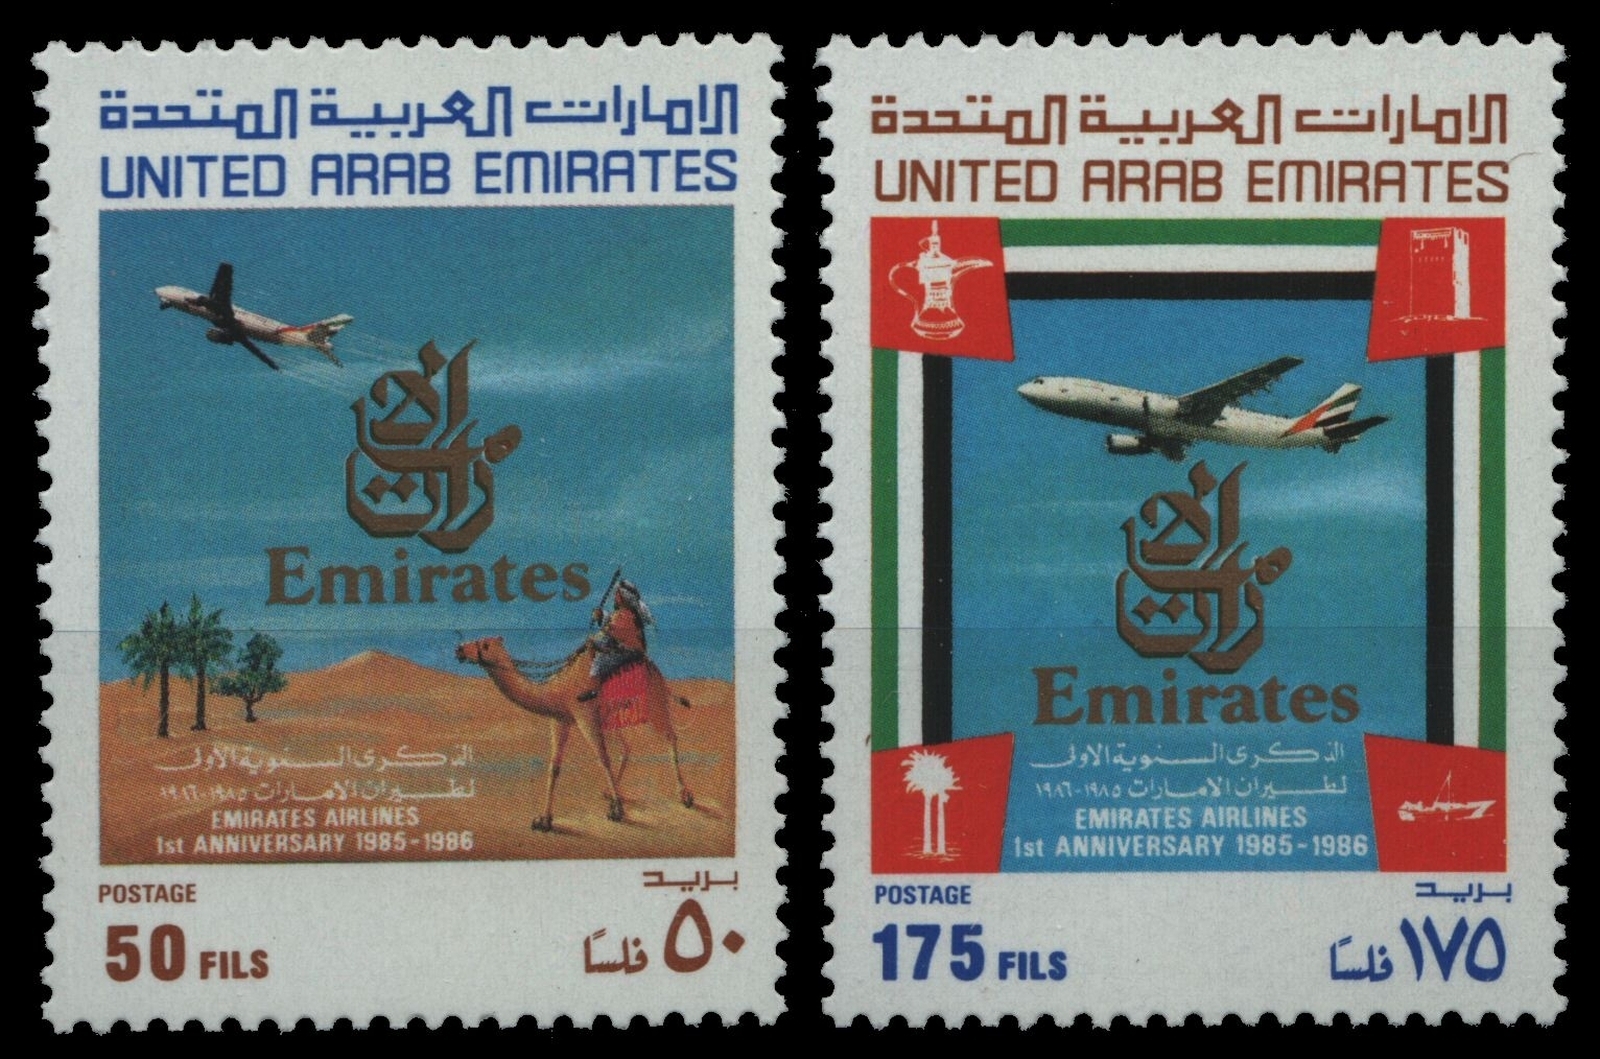 الامارات العربية المتحدة
UNITED ARAB EMIRATES
امارات
Emirates
الذكرى السنوية الاولى
لطيران الامارات ١٩٨٥-١٩٨٦
EMIRATES AIRLINES
1st ANNIVERSARY 1985-1986
POSTAGE
بريد
50 FILS
٥٠ فلسًا
الامارات العربية المتحدة
UNITED ARAB EMIRATES
امارات
Emirates
الذكرى السنوية الاولى
لطيران الامارات ١٩٨٥-١٩٨٦
EMIRATES AIRLINES
1st ANNIVERSARY 1985-1986
POSTAGE
بريد
175 FILS
١٧٥ فلسًا